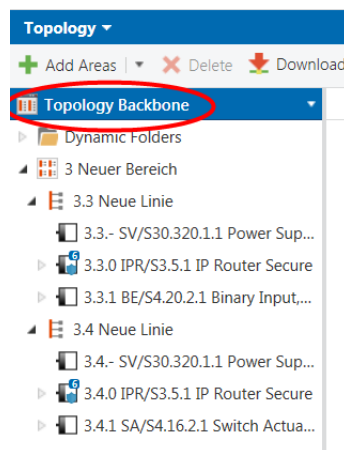 Topology
Add Areas Delete Download
Topology Backbone
Dynamic Folders
3 Neuer Bereich
3.3 Neue Linie
3.3.- SV/S30.320.1.1 Power Sup...
3.3.0 IPR/S3.5.1 IP Router Secure
3.3.1 BE/S4.20.2.1 Binary Input,...
3.4 Neue Linie
3.4.- SV/S30.320.1.1 Power Sup...
3.4.0 IPR/S3.5.1 IP Router Secure
3.4.1 SA/S4.16.2.1 Switch Actua...